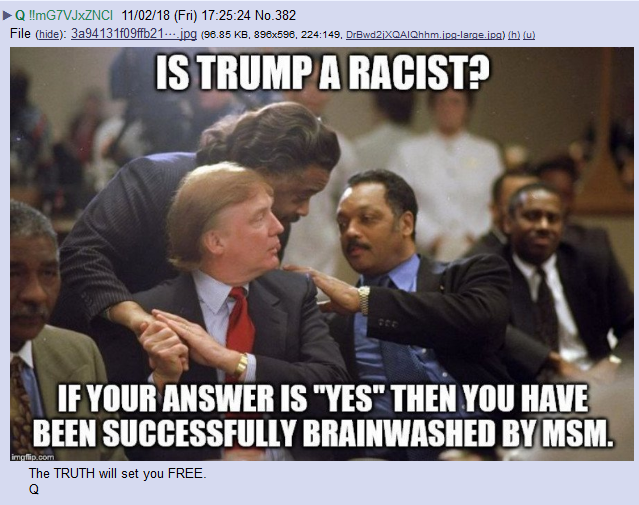 ▶ Q !!mG7VJxZNCI 11/02/18 (Fri) 17:25:24 No.382
File (hide): 3a94131f09ffb21⋯.jpg (96.85 KB, 896x596, 224:149, DrBwd2jXQAIQhhm.jpg-large.jpg) (h) (u)
IS TRUMP A RACIST?
IF YOUR ANSWER IS "YES" THEN YOU HAVE
BEEN SUCCESSFULLY BRAINWASHED BY MSM.
imgflip.com
The TRUTH will set you FREE.
Q